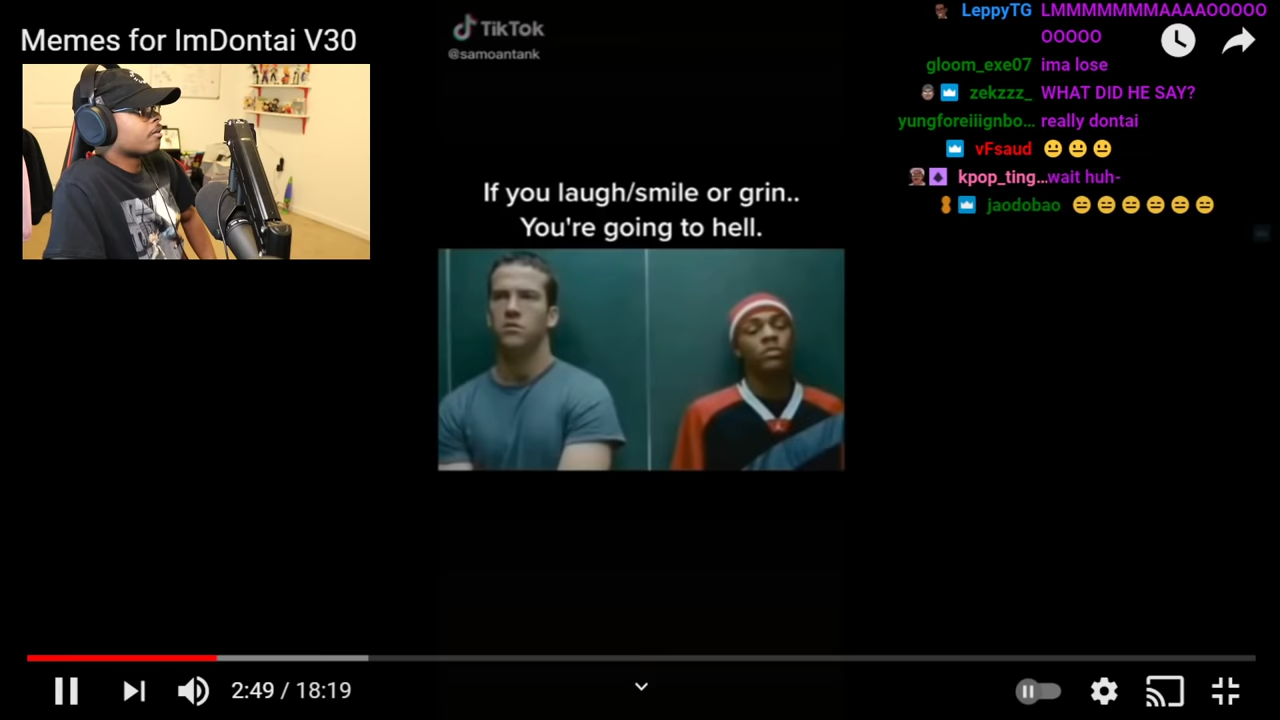 Memes for ImDontai V30
TikTok
@samoantank
If you laugh/smile or grin..
You're going to hell.
LeppyTG LMMMMMMMAAAAOOOOO
OOOOO
gloom_exe07 ima lose
zekzzz_ WHAT DID HE SAY?
yungforeiiignbo... really dontai
vFsaud
kpop_ting... wait huh-
jaodobao
2:49 / 18:19